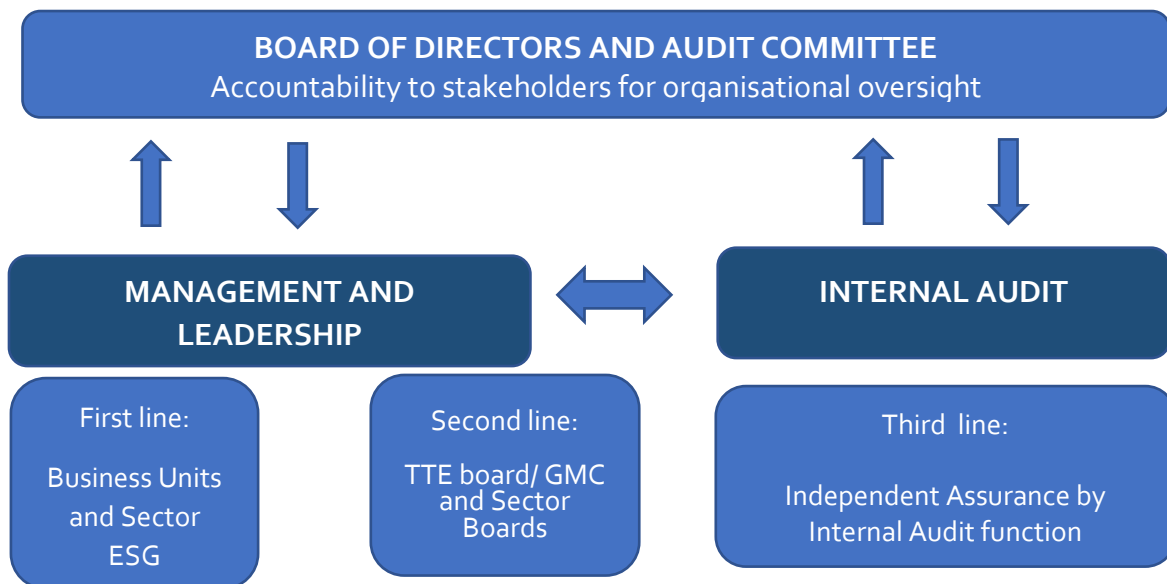 BOARD OF DIRECTORS AND AUDIT COMMITTEE
Accountability to stakeholders for organisational oversight
MANAGEMENT AND
LEADERSHIP
INTERNAL AUDIT
First line:
Business Units
and Sector
ESG
Second line:
TTE board/ GMC
and Sector
Boards
Third line:
Independent Assurance by
Internal Audit function